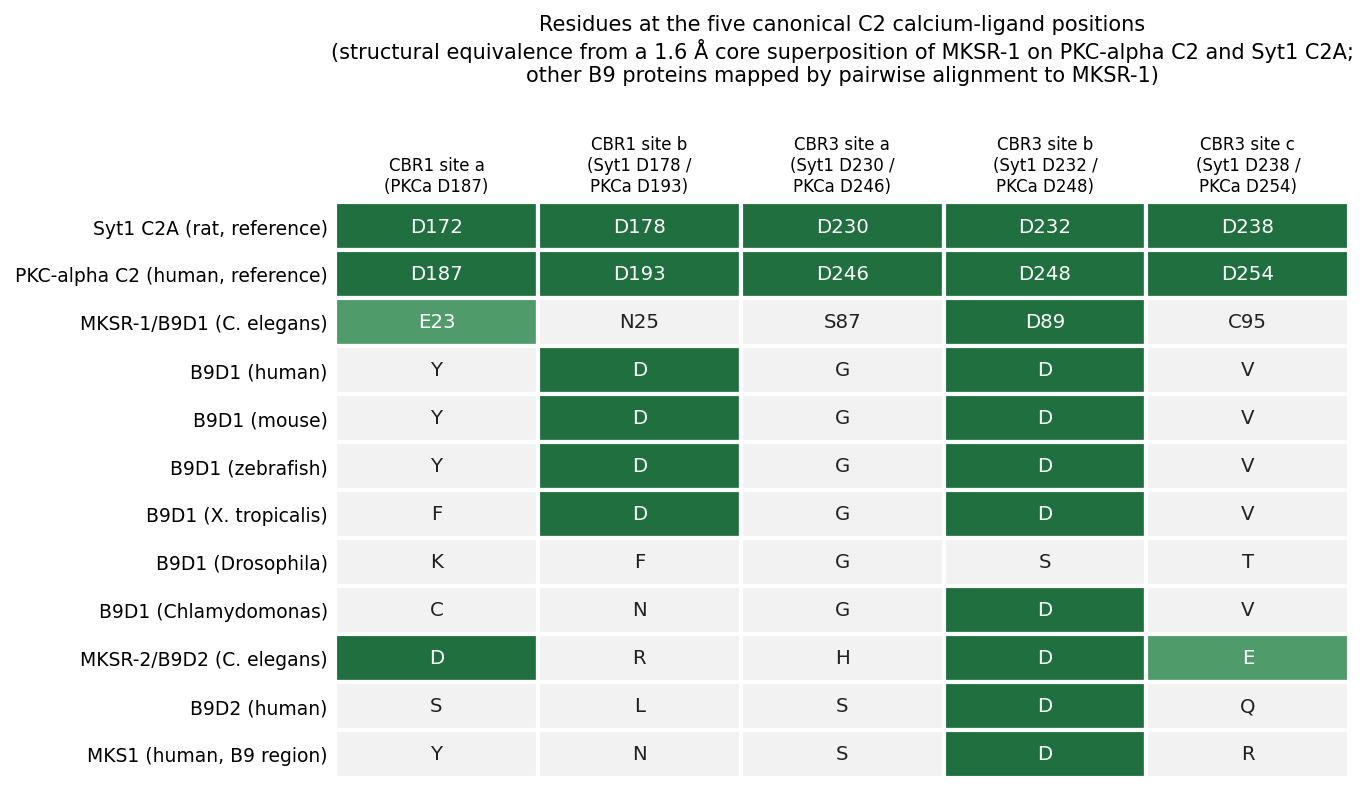 Residues at the five canonical C2 calcium-ligand positions
(structural equivalence from a 1.6 Å core superposition of MKSR-1 on PKC-alpha C2 and Syt1 C2A;
other B9 proteins mapped by pairwise alignment to MKSR-1)
CBR1 site a
(PKCa D187)
CBR1 site b
(Syt1 D178 /
PKCa D193)
CBR3 site a
(Syt1 D230 /
PKCa D246)
CBR3 site b
(Syt1 D232 /
PKCa D248)
CBR3 site c
(Syt1 D238 /
PKCa D254)
Syt1 C2A (rat, reference) D172 D178 D230 D232 D238
PKC-alpha C2 (human, reference) D187 D193 D246 D248 D254
MKSR-1/B9D1 (C. elegans) E23 N25 S87 D89 C95
B9D1 (human) Y D G D V
B9D1 (mouse) Y D G D V
B9D1 (zebrafish) Y D G D V
B9D1 (X. tropicalis) F D G D V
B9D1 (Drosophila) K F G S T
B9D1 (Chlamydomonas) C N G D V
MKSR-2/B9D2 (C. elegans) D R H D E
B9D2 (human) S L S D Q
MKS1 (human, B9 region) Y N S D R